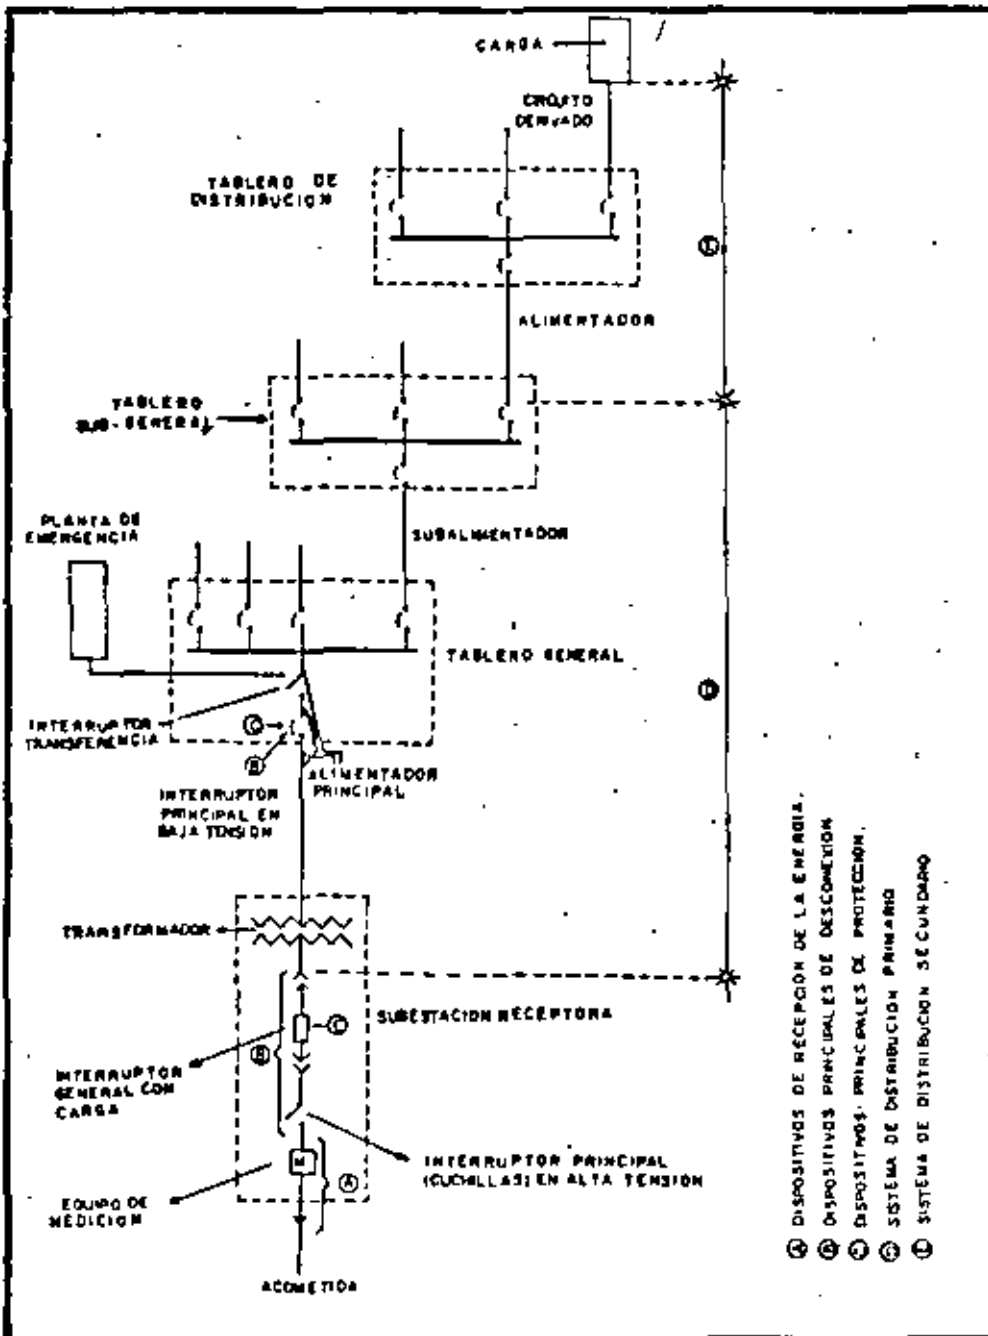 CARGA
CIRCUITO
DERIVADO
TABLERO DE
DISTRIBUCION
E
ALIMENTADOR
TABLERO
SUB-GENERAL
PLANTA DE
EMERGENCIA
SUBALIMENTADOR
TABLERO GENERAL
D
INTERRUPTOR
TRANSFERENCIA
C
B
ALIMENTADOR
PRINCIPAL
INTERRUPTOR
PRINCIPAL EN
BAJA TENSION
TRANSFORMADOR
SUBESTACION RECEPTORA
C
B
INTERRUPTOR
GENERAL CON
CARGA
M
A
INTERRUPTOR PRINCIPAL
(CUCHILLAS) EN ALTA TENSION
EQUIPO DE
MEDICION
ACOMETIDA
A DISPOSITIVOS DE RECEPCION DE LA ENERGIA.
B DISPOSITIVOS PRINCIPALES DE DESCONEXION
C DISPOSITIVOS PRINCIPALES DE PROTECCION.
D SISTEMA DE DISTRIBUCION PRIMARIO
E SISTEMA DE DISTRIBUCION SECUNDARIO